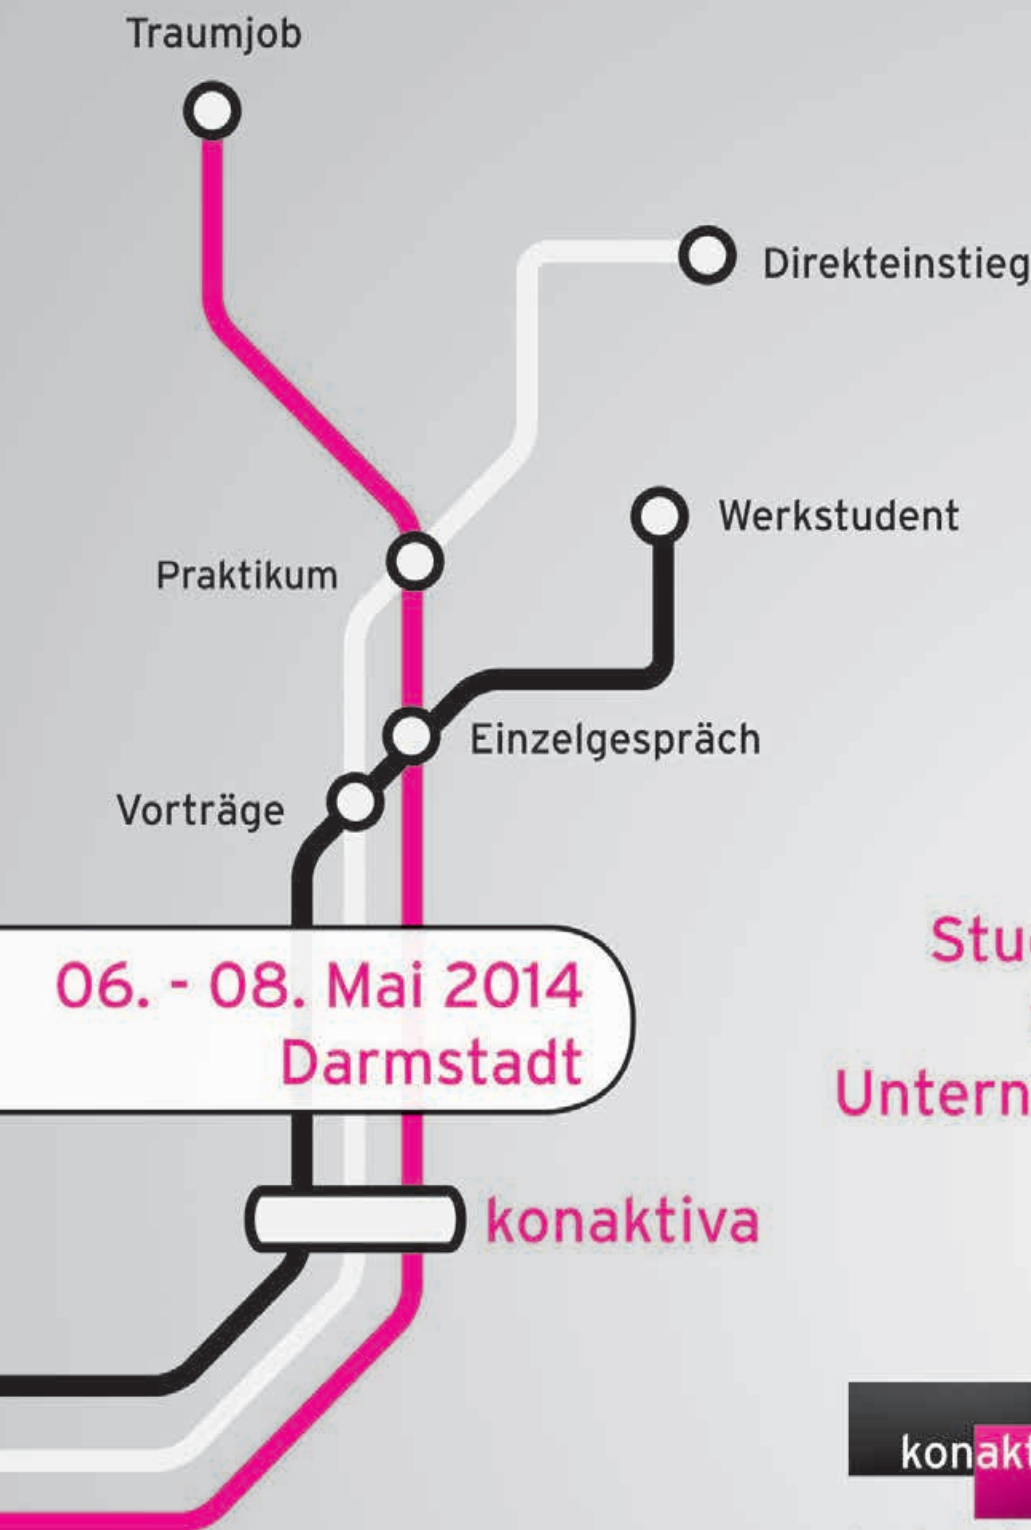 Traumjob
Direkteinstieg
Werkstudent
Praktikum
Einzelgespräch
Vorträge
06. - 08. Mai 2014
Darmstadt
konaktiva